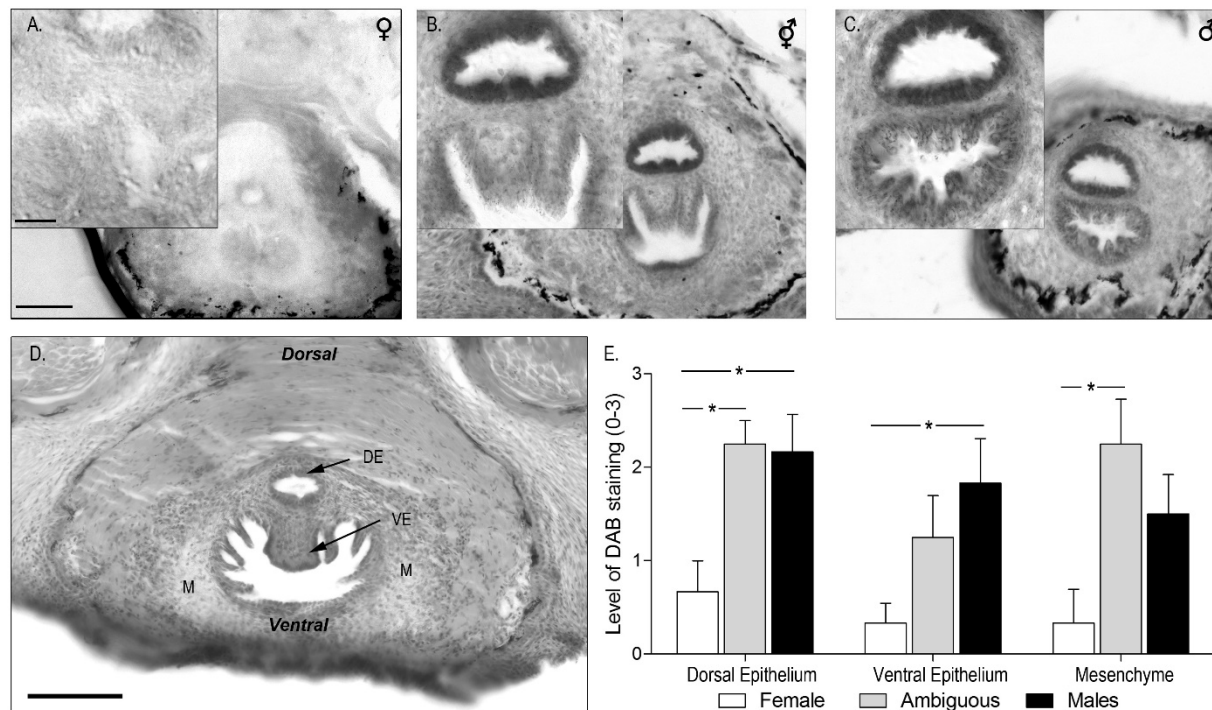 A. ♀
B. ⚥
C. ♂
D.
Dorsal
DE
VE
M M
Ventral
E.
Level of DAB staining (0-3)
3
2
1
0
* * * * *
Dorsal Epithelium Ventral Epithelium Mesenchyme
Female Ambiguous Males